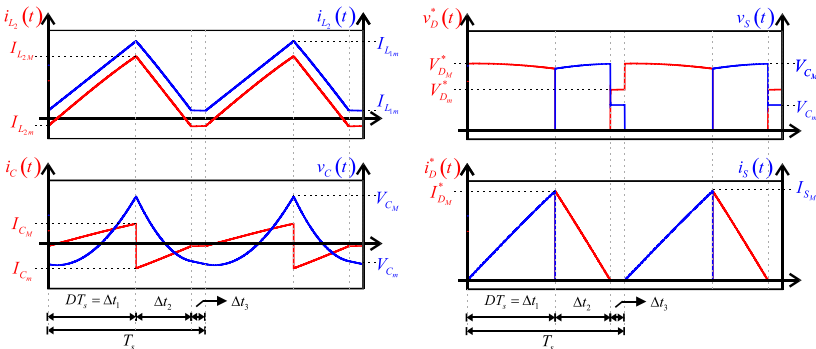 i_{L_2}(t) i_{L_2}(t)
I_{L_{2M}} I_{L_{1m}}
I_{L_{2m}} I_{L_{1m}}
i_C(t) v_C(t)
I_{C_M} V_{C_M}
I_{C_m} V_{C_m}
DT_s = Δt_1 Δt_2 Δt_3
T_s
v_D^*(t) v_S(t)
V_{D_M}^* V_{C_M}
V_{D_m}^* V_{C_m}
i_D^*(t) i_S(t)
I_{D_M}^* I_{S_M}
DT_s = Δt_1 Δt_2 Δt_3
T_s